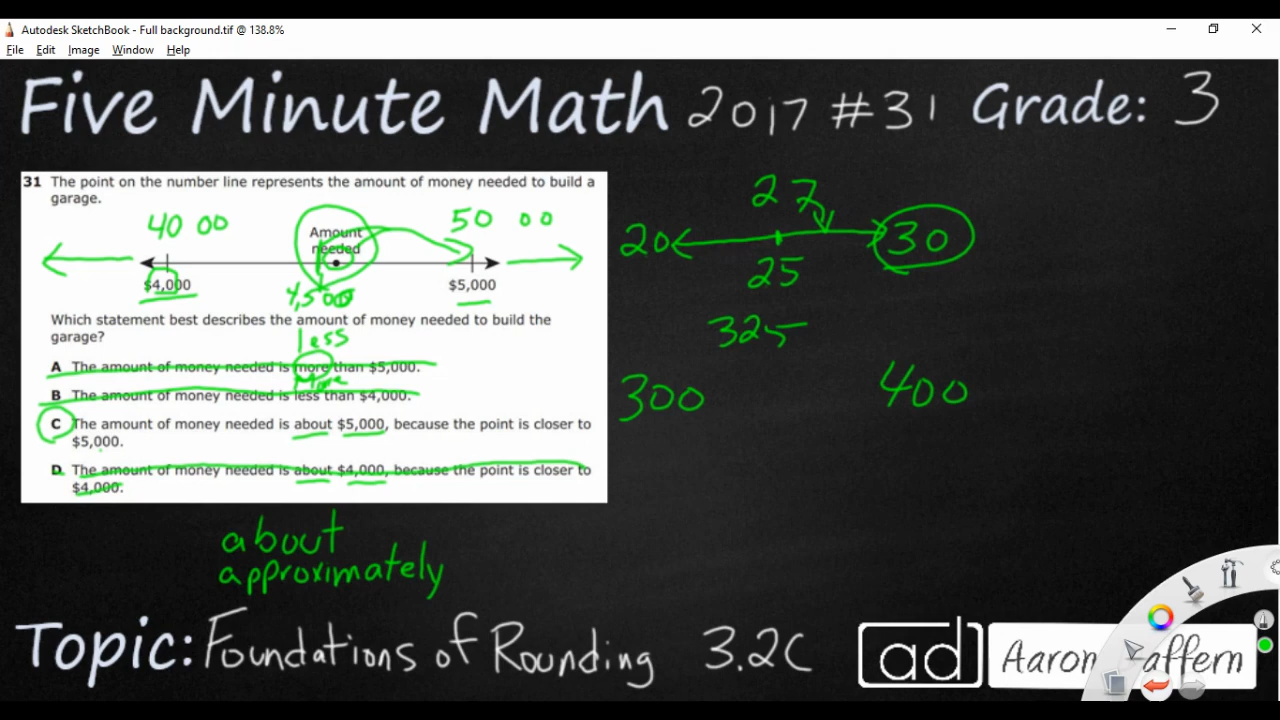 Autodesk SketchBook - Full background.tif @ 138.8%
File Edit Image Window Help
Five Minute Math 2017 #31 Grade: 3
31 The point on the number line represents the amount of money needed to build a
garage.
40 00 50 00
Amount
needed
$4,000 $5,000
4,500
Which statement best describes the amount of money needed to build the
garage?
less
A The amount of money needed is more than $5,000.
More
B The amount of money needed is less than $4,000.
C The amount of money needed is about $5,000, because the point is closer to
$5,000.
D The amount of money needed is about $4,000, because the point is closer to
$4,000.
27
20 30
25
325
300 400
about
approximately
Topic: Foundations of Rounding 3.2C
ad Aaron affern